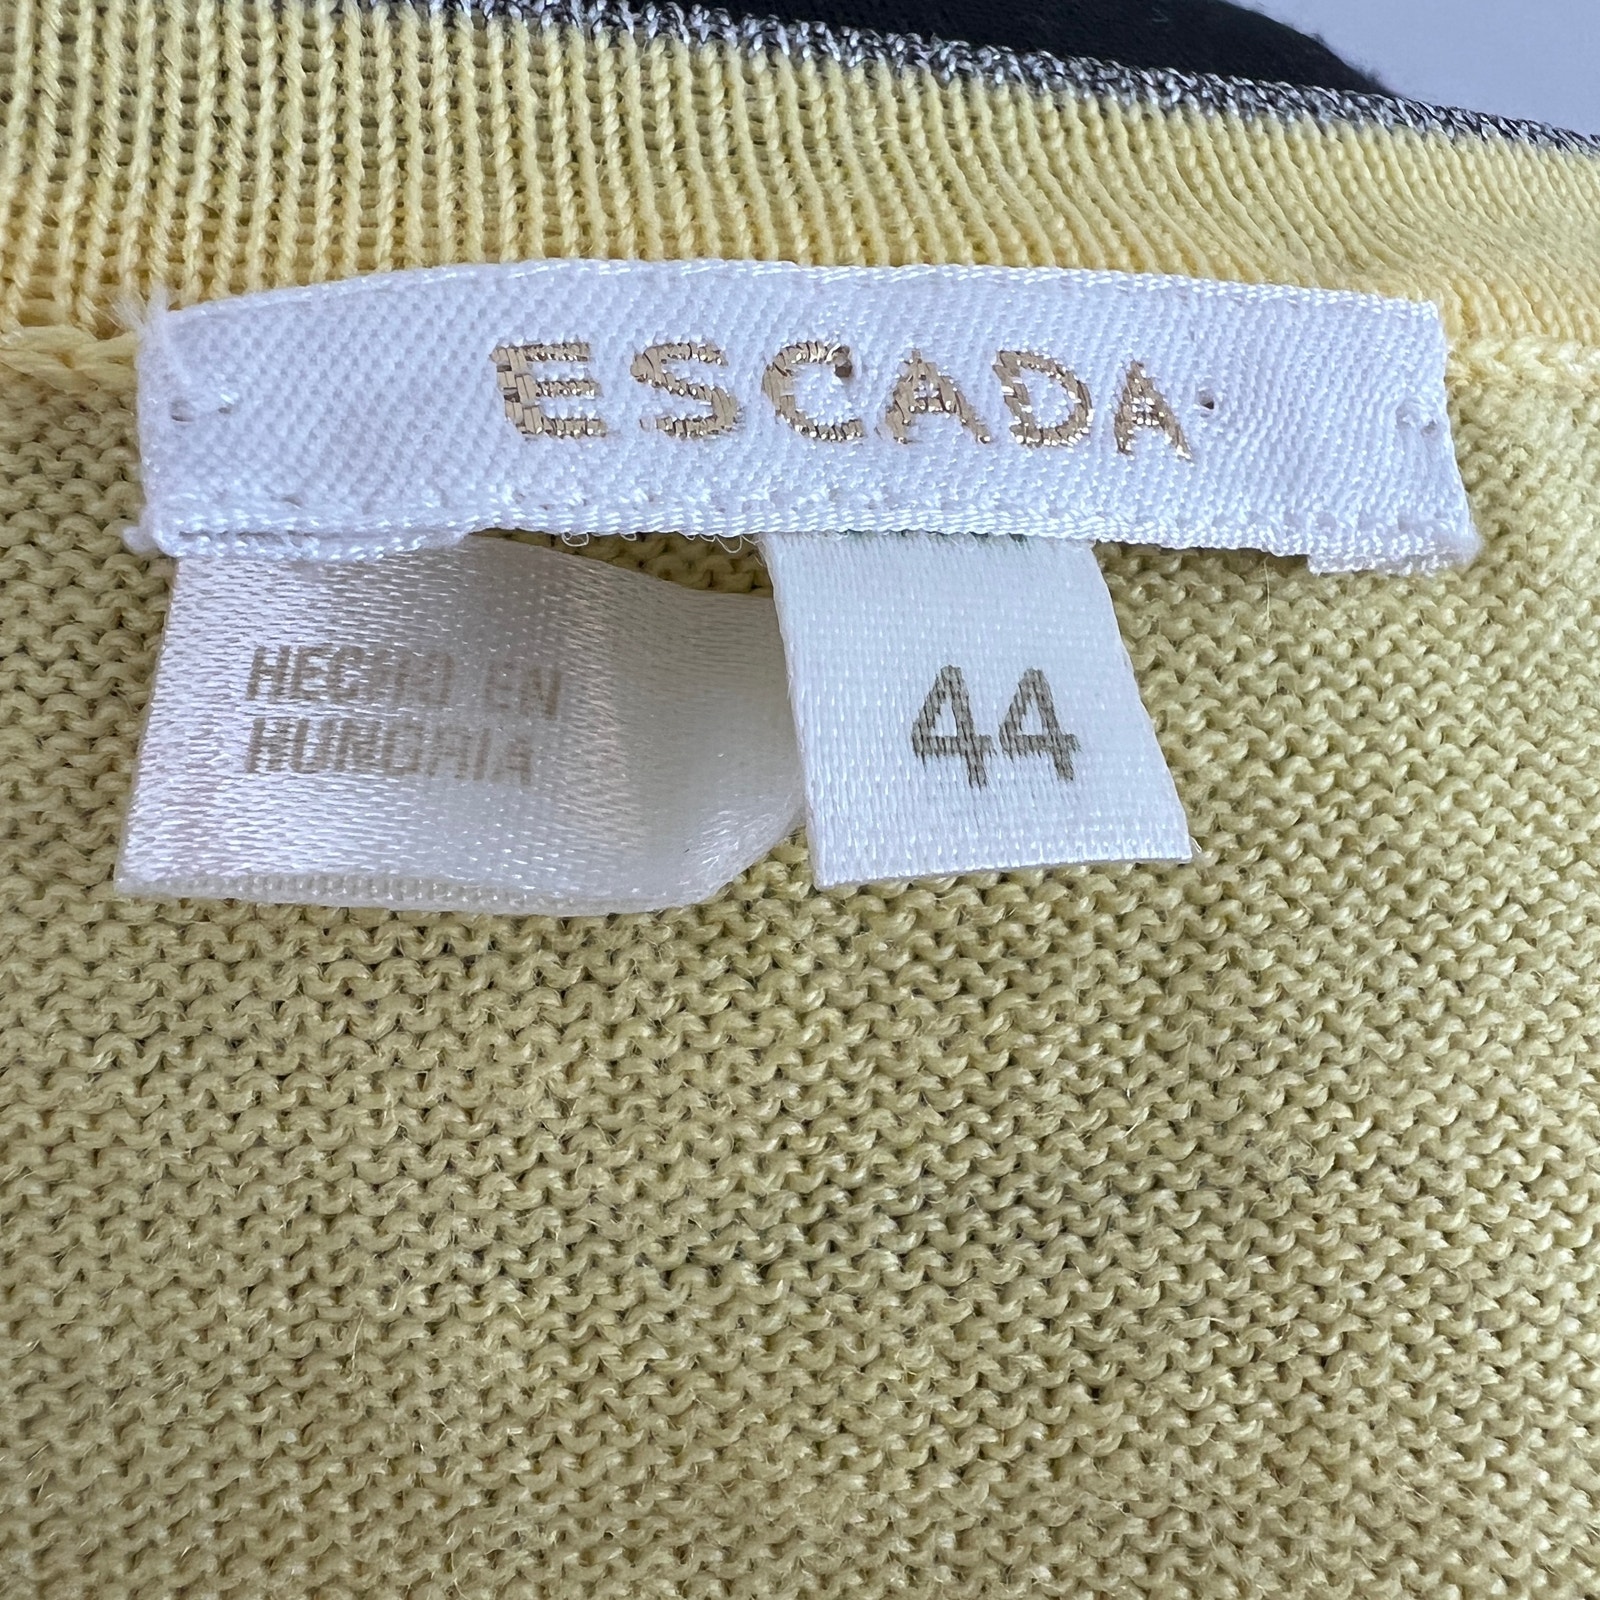 ESCADA
HECHO EN
HUNGRIA
44